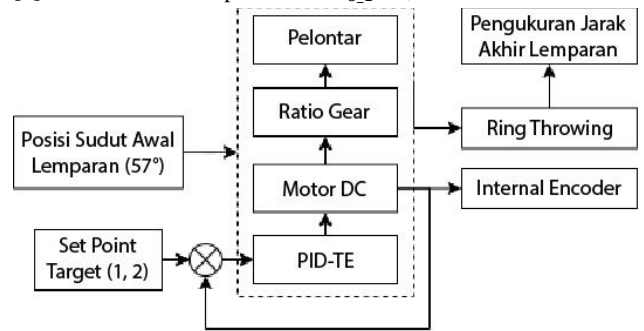 Pelontar
Pengukuran Jarak
Akhir Lemparan
Ratio Gear
Ring Throwing
Posisi Sudut Awal
Lemparan (57°)
Motor DC
Internal Encoder
Set Point
Target (1, 2)
PID-TE